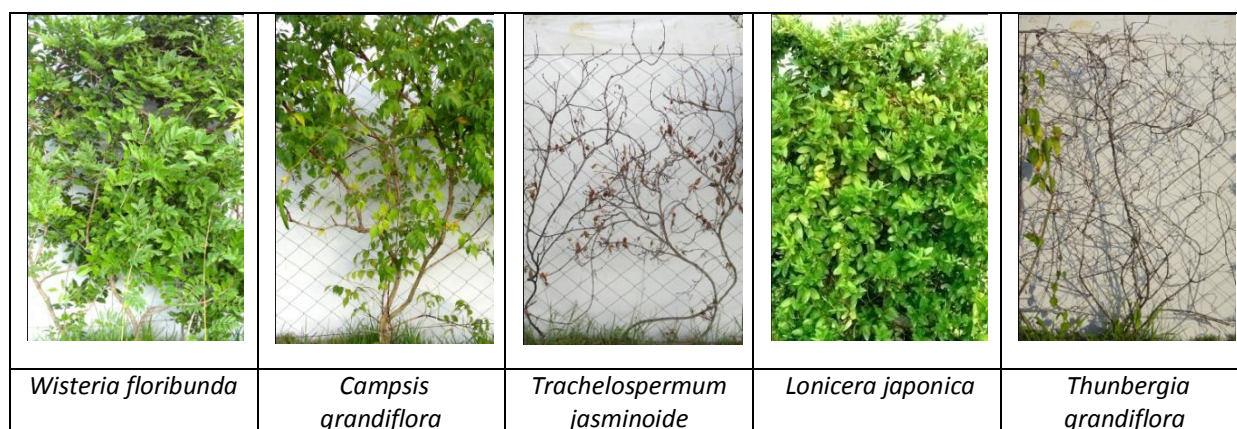 Wisteria floribunda
Campsis
grandiflora
Trachelospermum
jasminoide
Lonicera japonica
Thunbergia
grandiflora